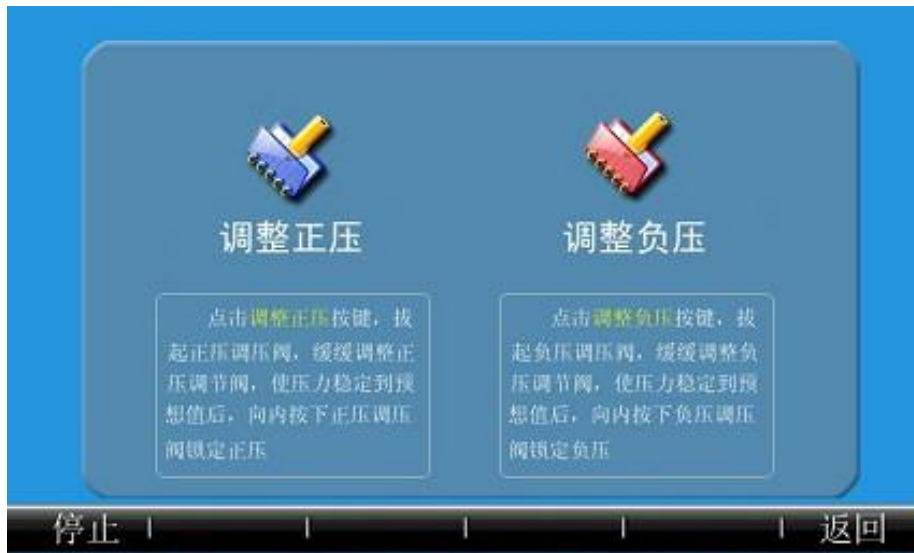 调整正压
调整负压
点击调整正压按键，拔
起正压调压阀，缓缓调整正
压调节阀，使压力稳定到预
想值后，向内按下正压调压
阀锁定正压
点击调整负压按键，拔
起负压调压阀，缓缓调整负
压调节阀，使压力稳定到预
想值后，向内按下负压调压
阀锁定负压
停止
返回